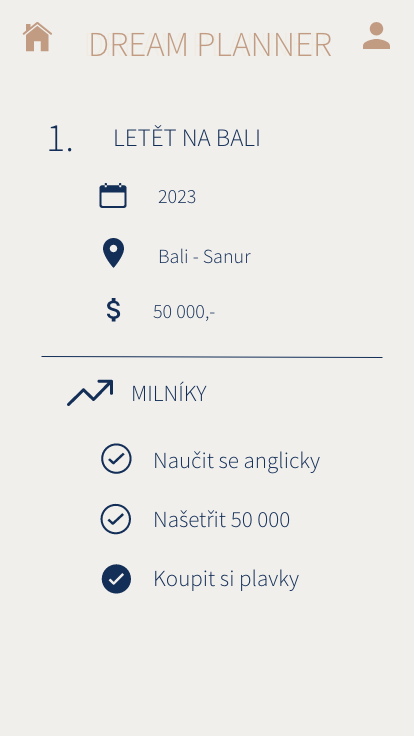 DREAM PLANNER
1. LETĚT NA BALI
2023
Bali - Sanur
$ 50 000,-
MILNÍKY
Naučit se anglicky
Našetřit 50 000
Koupit si plavky